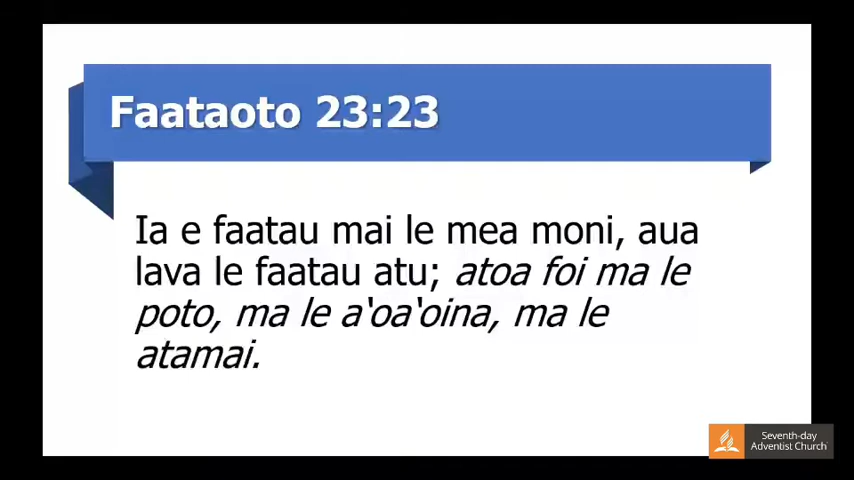 Faataoto 23:23
Ia e faatau mai le mea moni, aua
lava le faatau atu; atoa foi ma le
poto, ma le a‘oa‘oina, ma le
atamai.
Seventh-day
Adventist Church